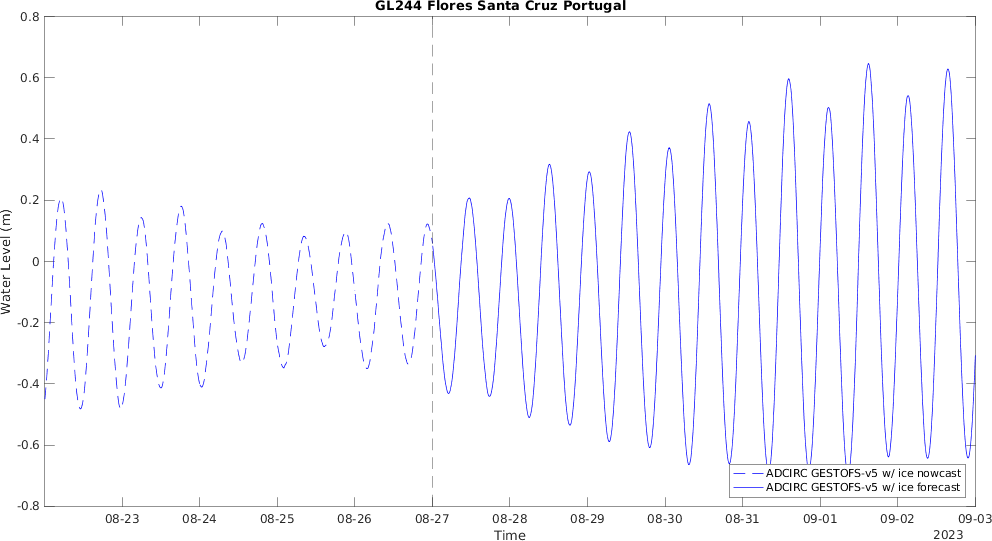 GL244 Flores Santa Cruz Portugal
0.8
0.6
0.4
0.2
0
-0.2
-0.4
-0.6
-0.8
Water Level (m)
ADCIRC GESTOFS-v5 w/ ice nowcast
ADCIRC GESTOFS-v5 w/ ice forecast
08-23 08-24 08-25 08-26 08-27 08-28 08-29 08-30 08-31 09-01 09-02 09-03
Time
2023